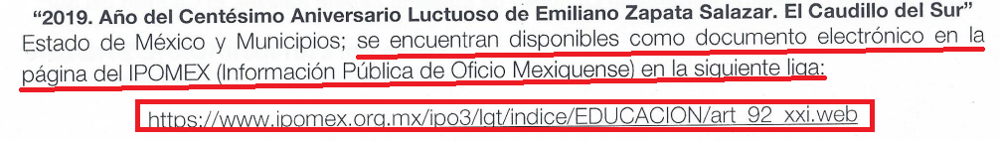 “2019. Año del Centésimo Aniversario Luctuoso de Emiliano Zapata Salazar. El Caudillo del Sur”
Estado de México y Municipios; se encuentran disponibles como documento electrónico en la
página del IPOMEX (Información Pública de Oficio Mexiquense) en la siguiente liga:
https://www.ipomex.org.mx/ipo3/lgt/indice/EDUCACION/art_92_xxi.web